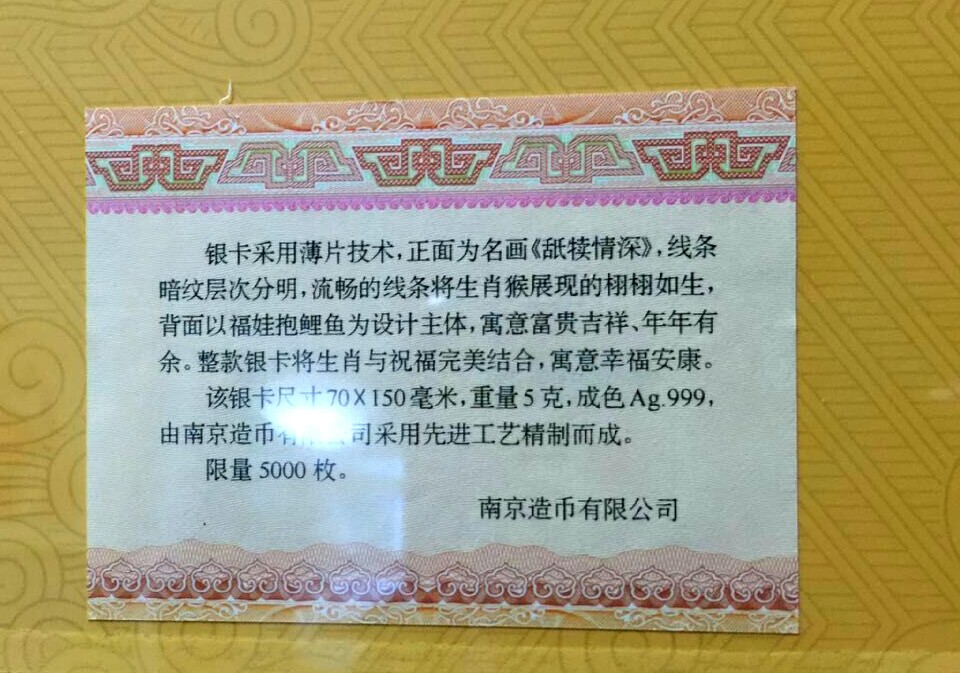 银卡采用薄片技术,正面为名画《舐犊情深》,线条
暗纹层次分明,流畅的线条将生肖猴展现的栩栩如生,
背面以福娃抱鲤鱼为设计主体,寓意富贵吉祥、年年有
余。整款银卡将生肖与祝福完美结合,寓意幸福安康。
该银卡尺寸70X150毫米,重量5克,成色Ag.999,
由南京造币有限公司采用先进工艺精制而成。
限量5000枚。
南京造币有限公司